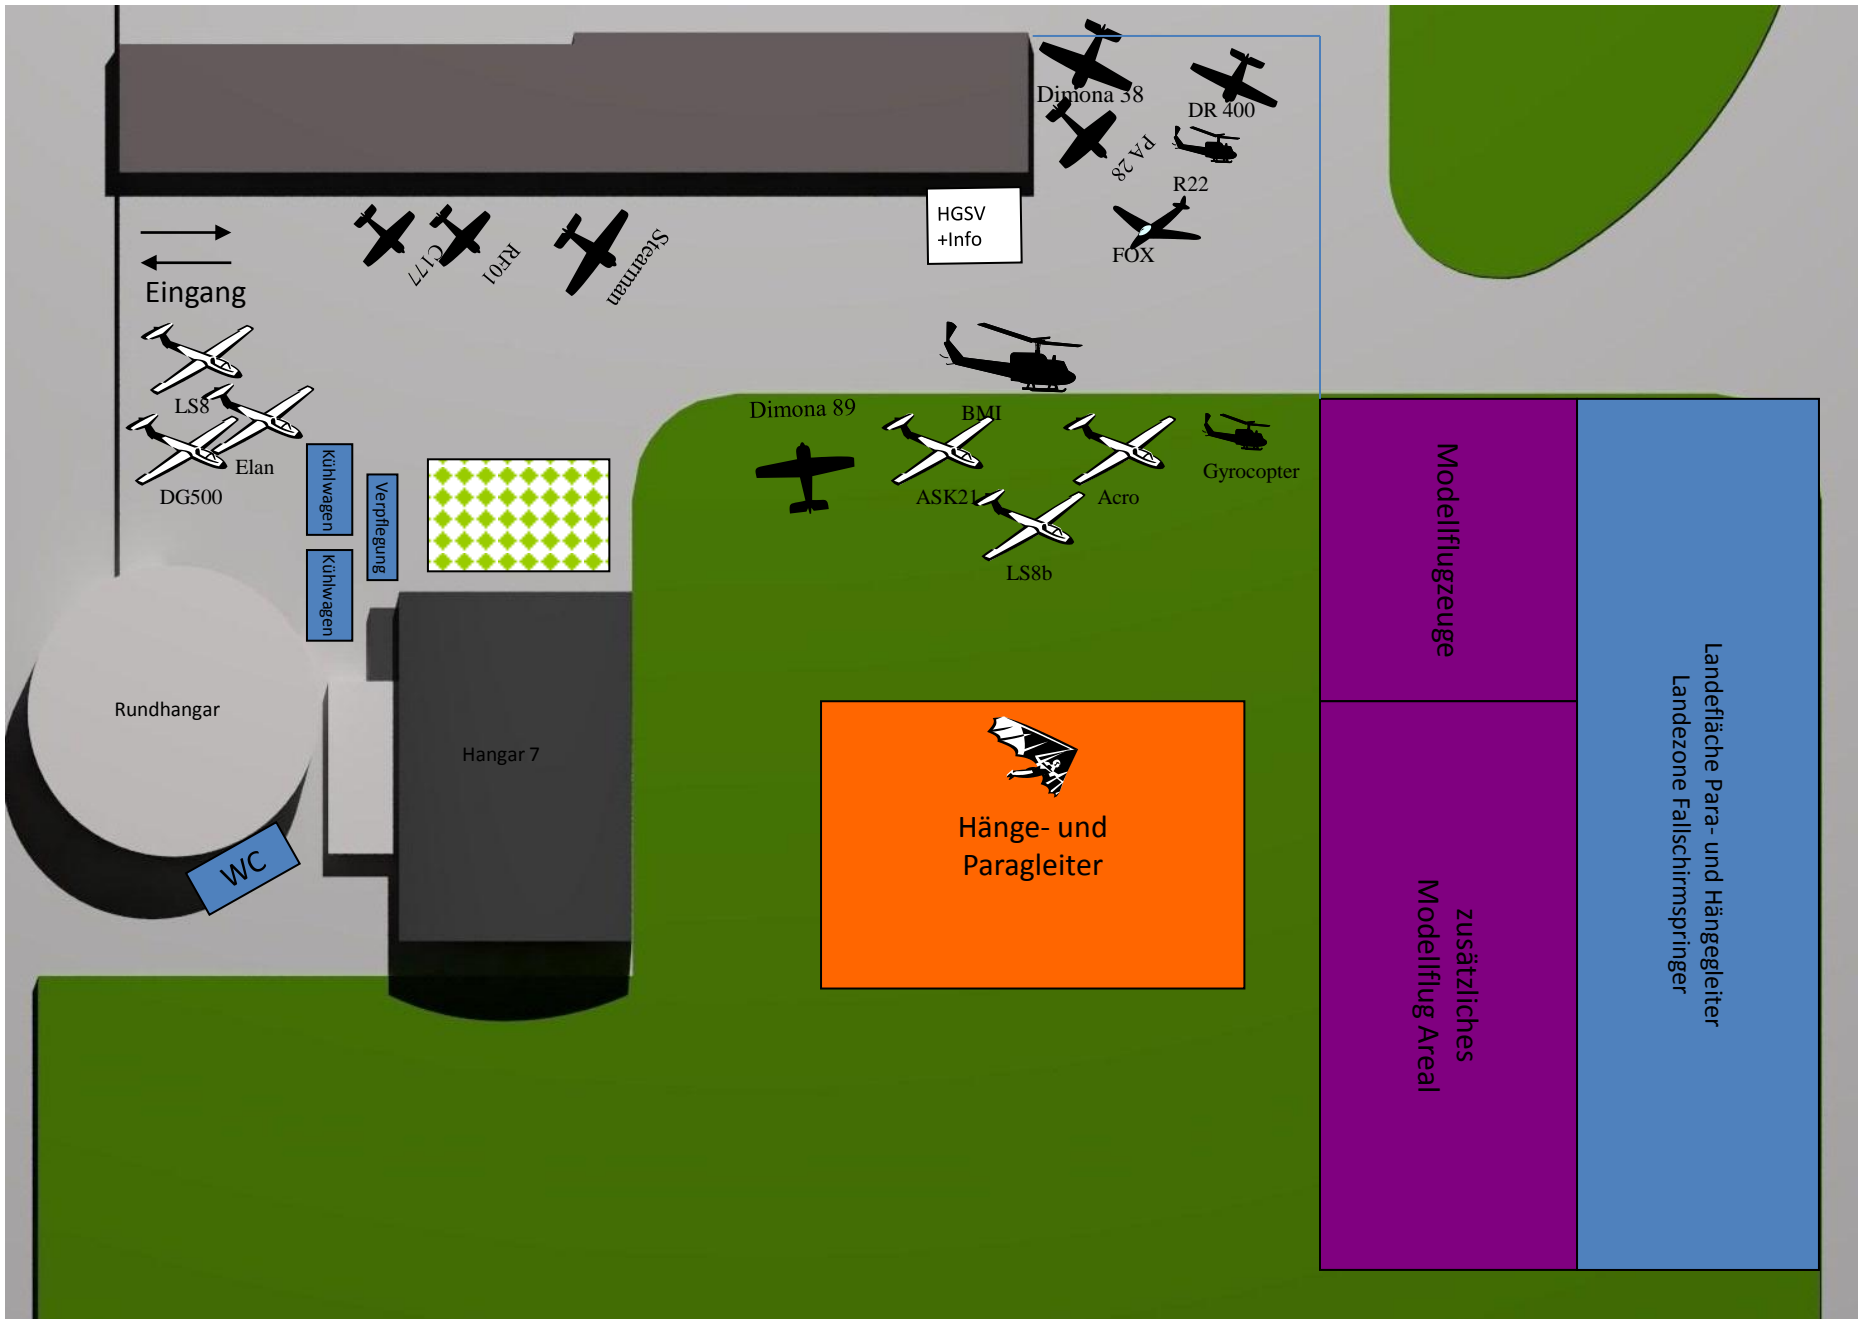 Dimona 38
DR 400
PA 28
R22
FOX
HGSV
+Info
C177
RF01
Stearman
Eingang
LS8
Elan
DG500
Kühlwagen
Verpflegung
Kühlwagen
Dimona 89
BMI
ASK21
Acro
Gyrocopter
LS8b
Modellflugzeuge
Landefläche Para- und Hängegleiter
Landezone Fallschirmspringer
Rundhangar
Hangar 7
WC
Hänge- und
Paragleiter
zusätzliches
Modellflug Areal